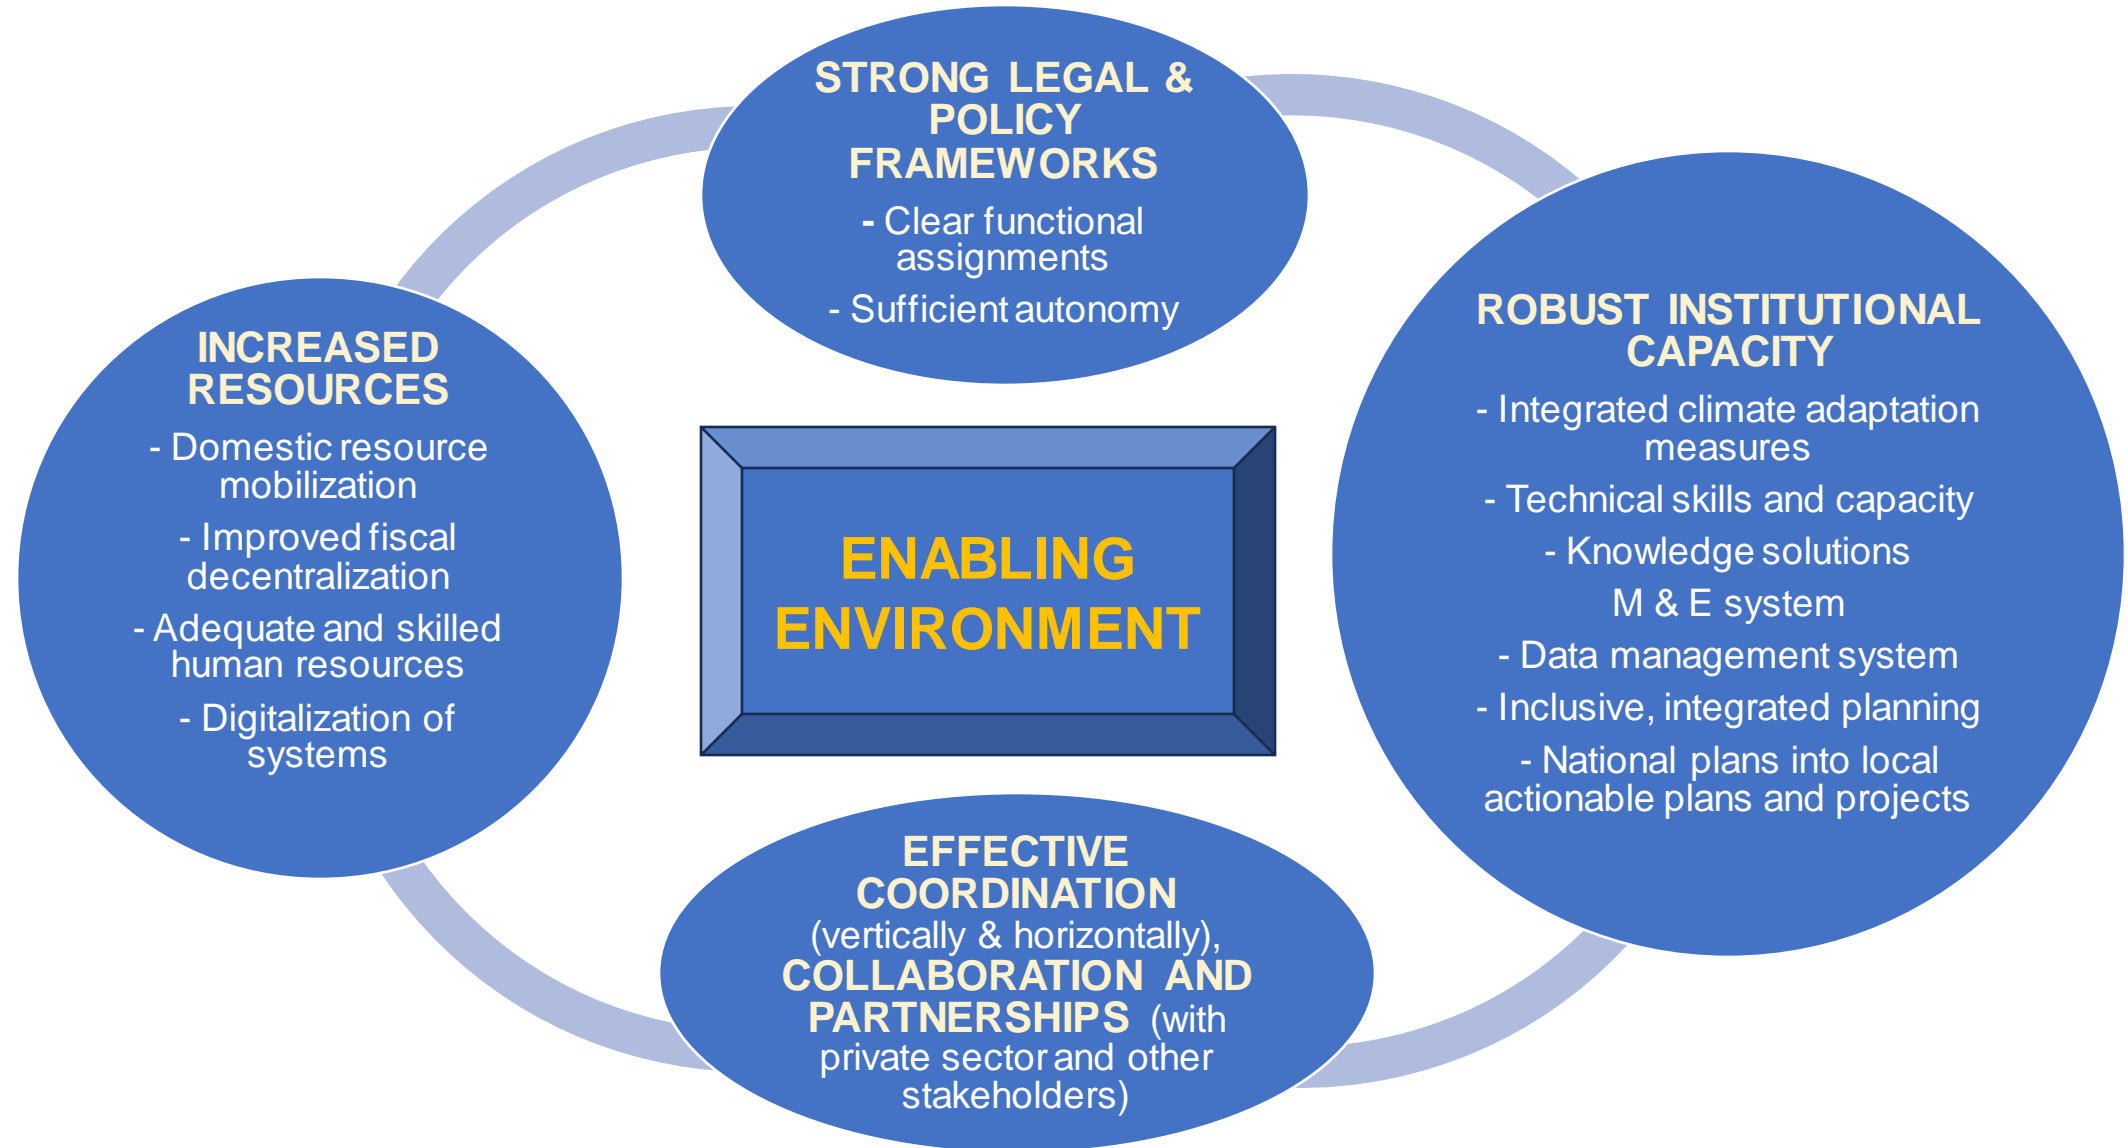 STRONG LEGAL &
POLICY
FRAMEWORKS
- Clear functional
assignments
- Sufficient autonomy
ROBUST INSTITUTIONAL
CAPACITY
- Integrated climate adaptation
measures
- Technical skills and capacity
- Knowledge solutions
M & E system
- Data management system
- Inclusive, integrated planning
- National plans into local
actionable plans and projects
EFFECTIVE
COORDINATION
(vertically & horizontally),
COLLABORATION AND
PARTNERSHIPS (with
private sector and other
stakeholders)
INCREASED
RESOURCES
- Domestic resource
mobilization
- Improved fiscal
decentralization
- Adequate and skilled
human resources
- Digitalization of
systems
ENABLING
ENVIRONMENT